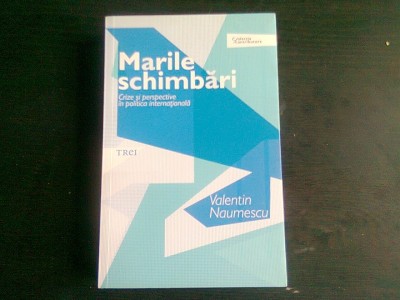 Marile
schimbări
Crize și perspective
în politica internațională
TREI
Valentin
Naumescu